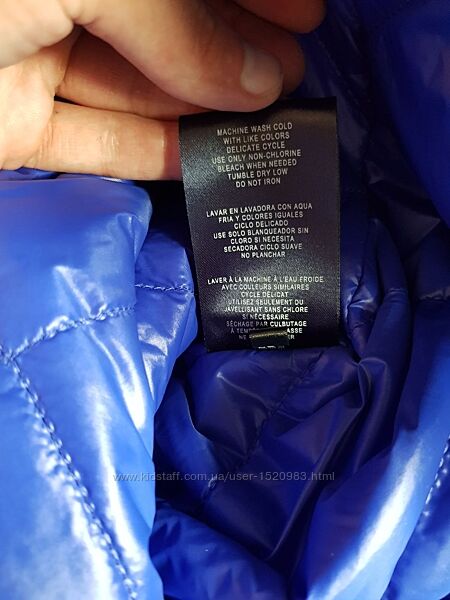 MACHINE WASH COLD
WITH LIKE COLORS
DELICATE CYCLE
USE ONLY NON-CHLORINE
BLEACH WHEN NEEDED
TUMBLE DRY LOW
DO NOT IRON
LAVAR EN LAVADORA CON AQUA
FRIA Y COLORES IGUALES
CICLO DELICADO
USE SOLO BLANQUEADOR SIN
CLORO SI NECESITA
SECADORA CICLO SUAVE
NO PLANCHAR
LAVER À LA MACHINE À L'EAU FROIDE
AVEC COULEURS SIMILAIRES
CYCLE DÉLICAT
UTILISEZ SEULEMENT DU
JAVELLISANT SANS CHLORE
SI NÉCESSAIRE
SÉCHAGE PAR CULBUTAGE
www.kidstaff.com.ua/user-1520983.html